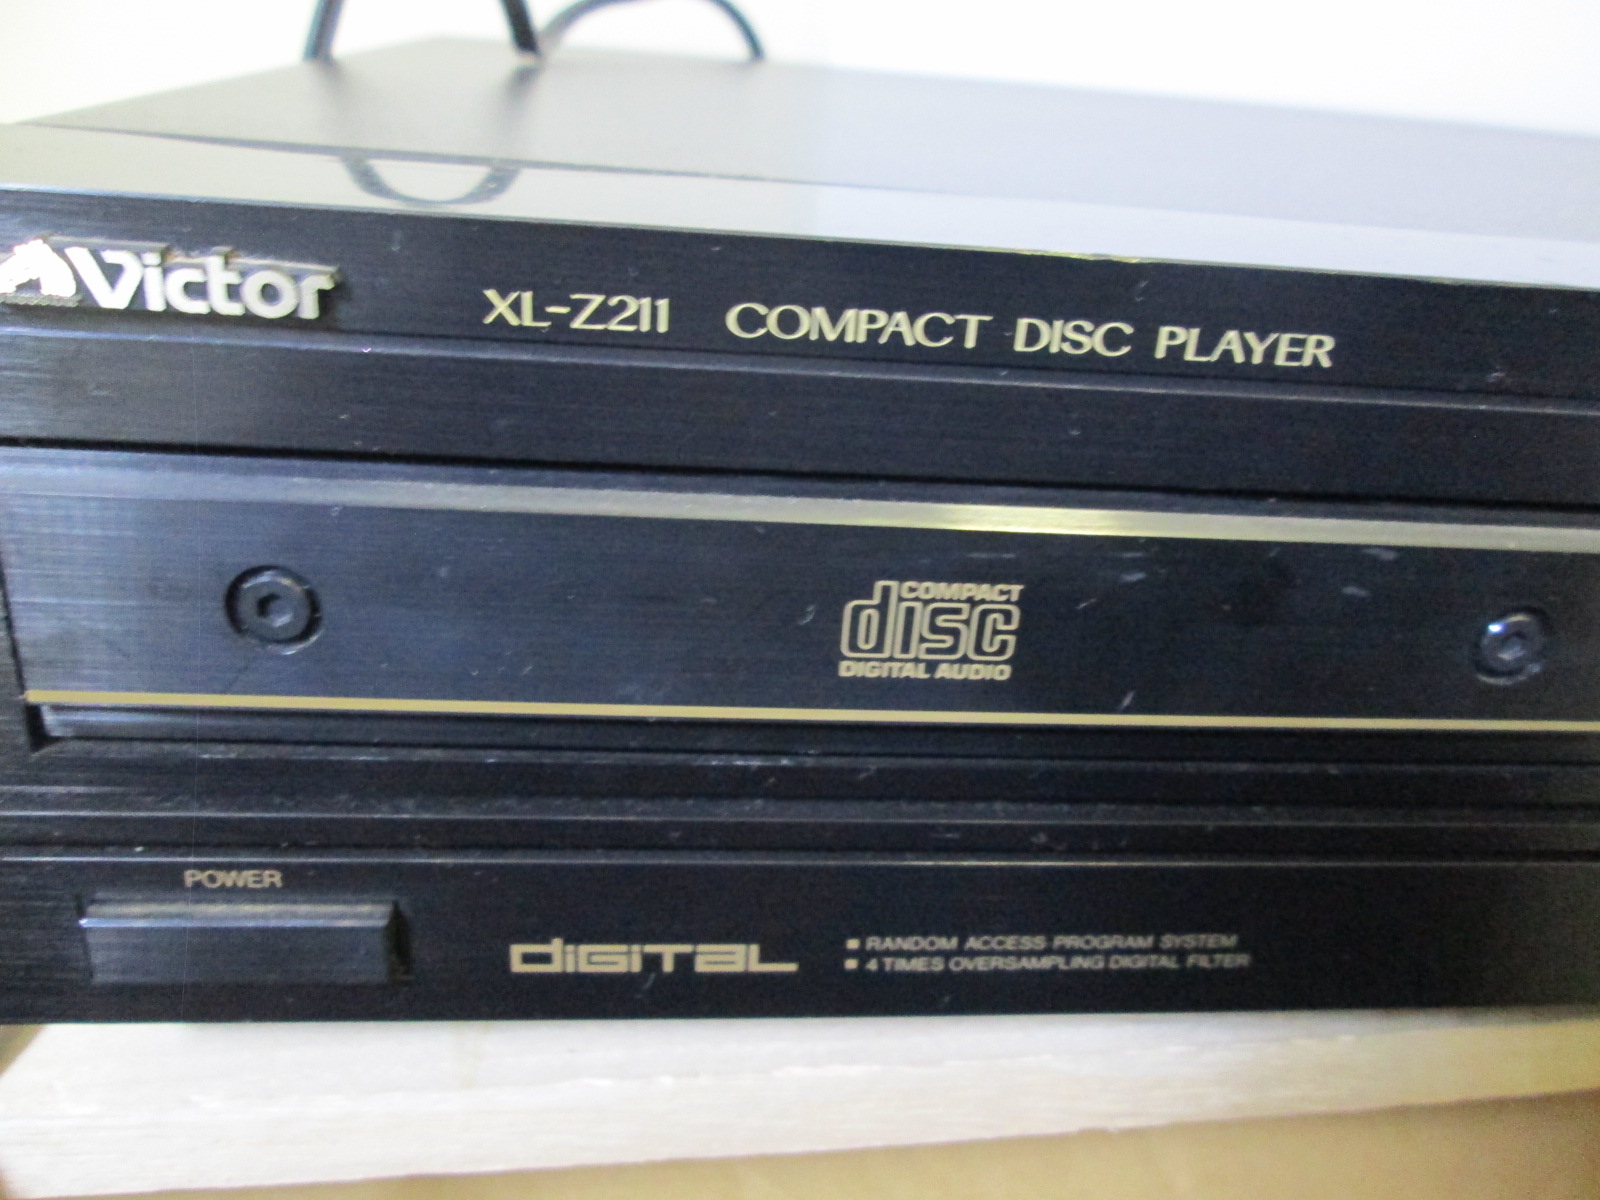 Victor
XL-Z211 COMPACT DISC PLAYER
COMPACT
disc
DIGITAL AUDIO
POWER
diGiTaL
RANDOM ACCESS PROGRAM SYSTEM
4 TIMES OVERSAMPLING DIGITAL FILTER